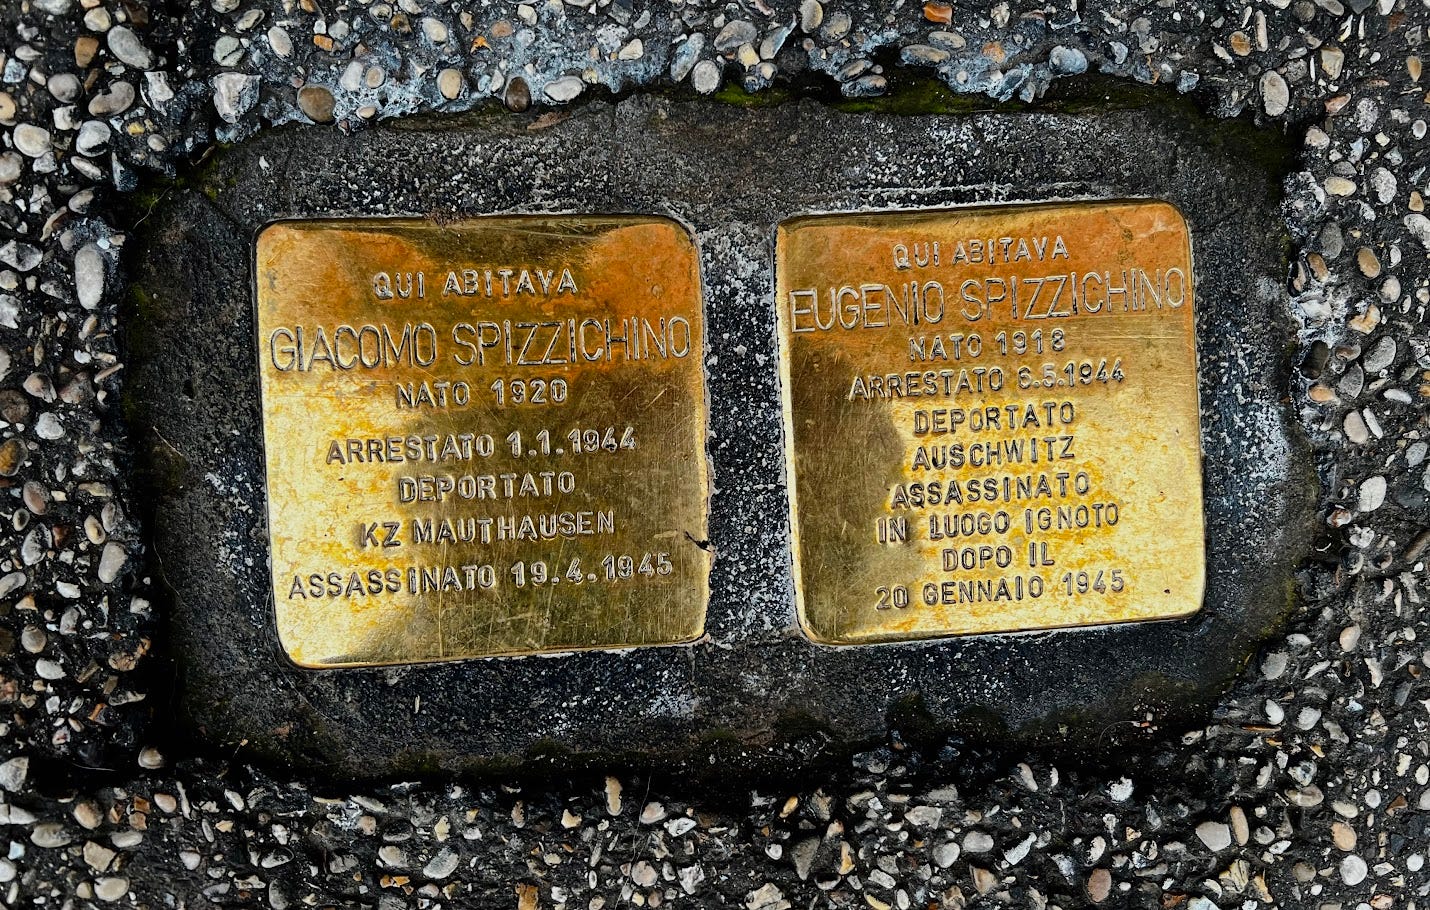 QUI ABITAVA
GIACOMO SPIZZICHINO
NATO 1920
ARRESTATO 1.1.1944
DEPORTATO
KZ MAUTHAUSEN
ASSASSINATO 19.4.1945
QUI ABITAVA
EUGENIO SPIZZICHINO
NATO 1918
ARRESTATO 6.5.1944
DEPORTATO
AUSCHWITZ
ASSASSINATO
IN LUOGO IGNOTO
DOPO IL
20 GENNAIO 1945